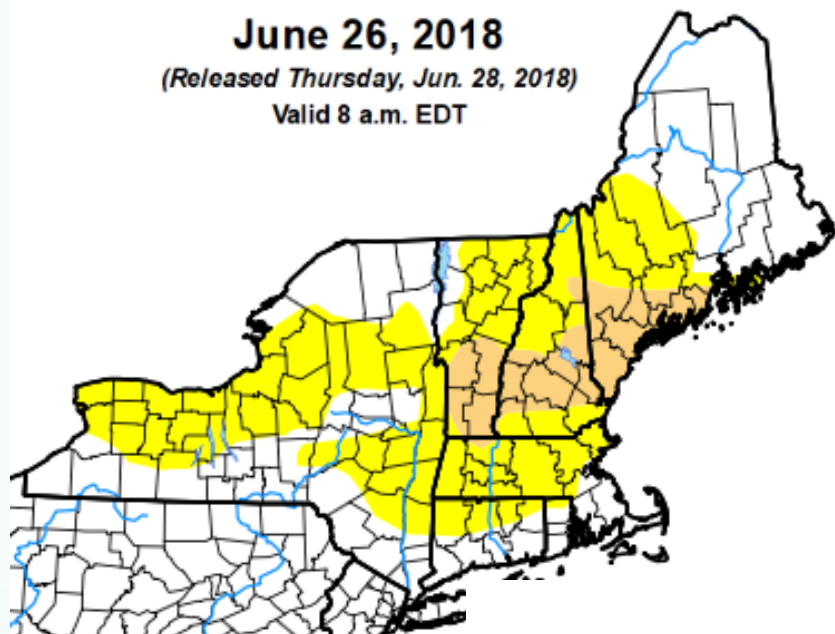 June 26, 2018
(Released Thursday, Jun. 28, 2018)
Valid 8 a.m. EDT